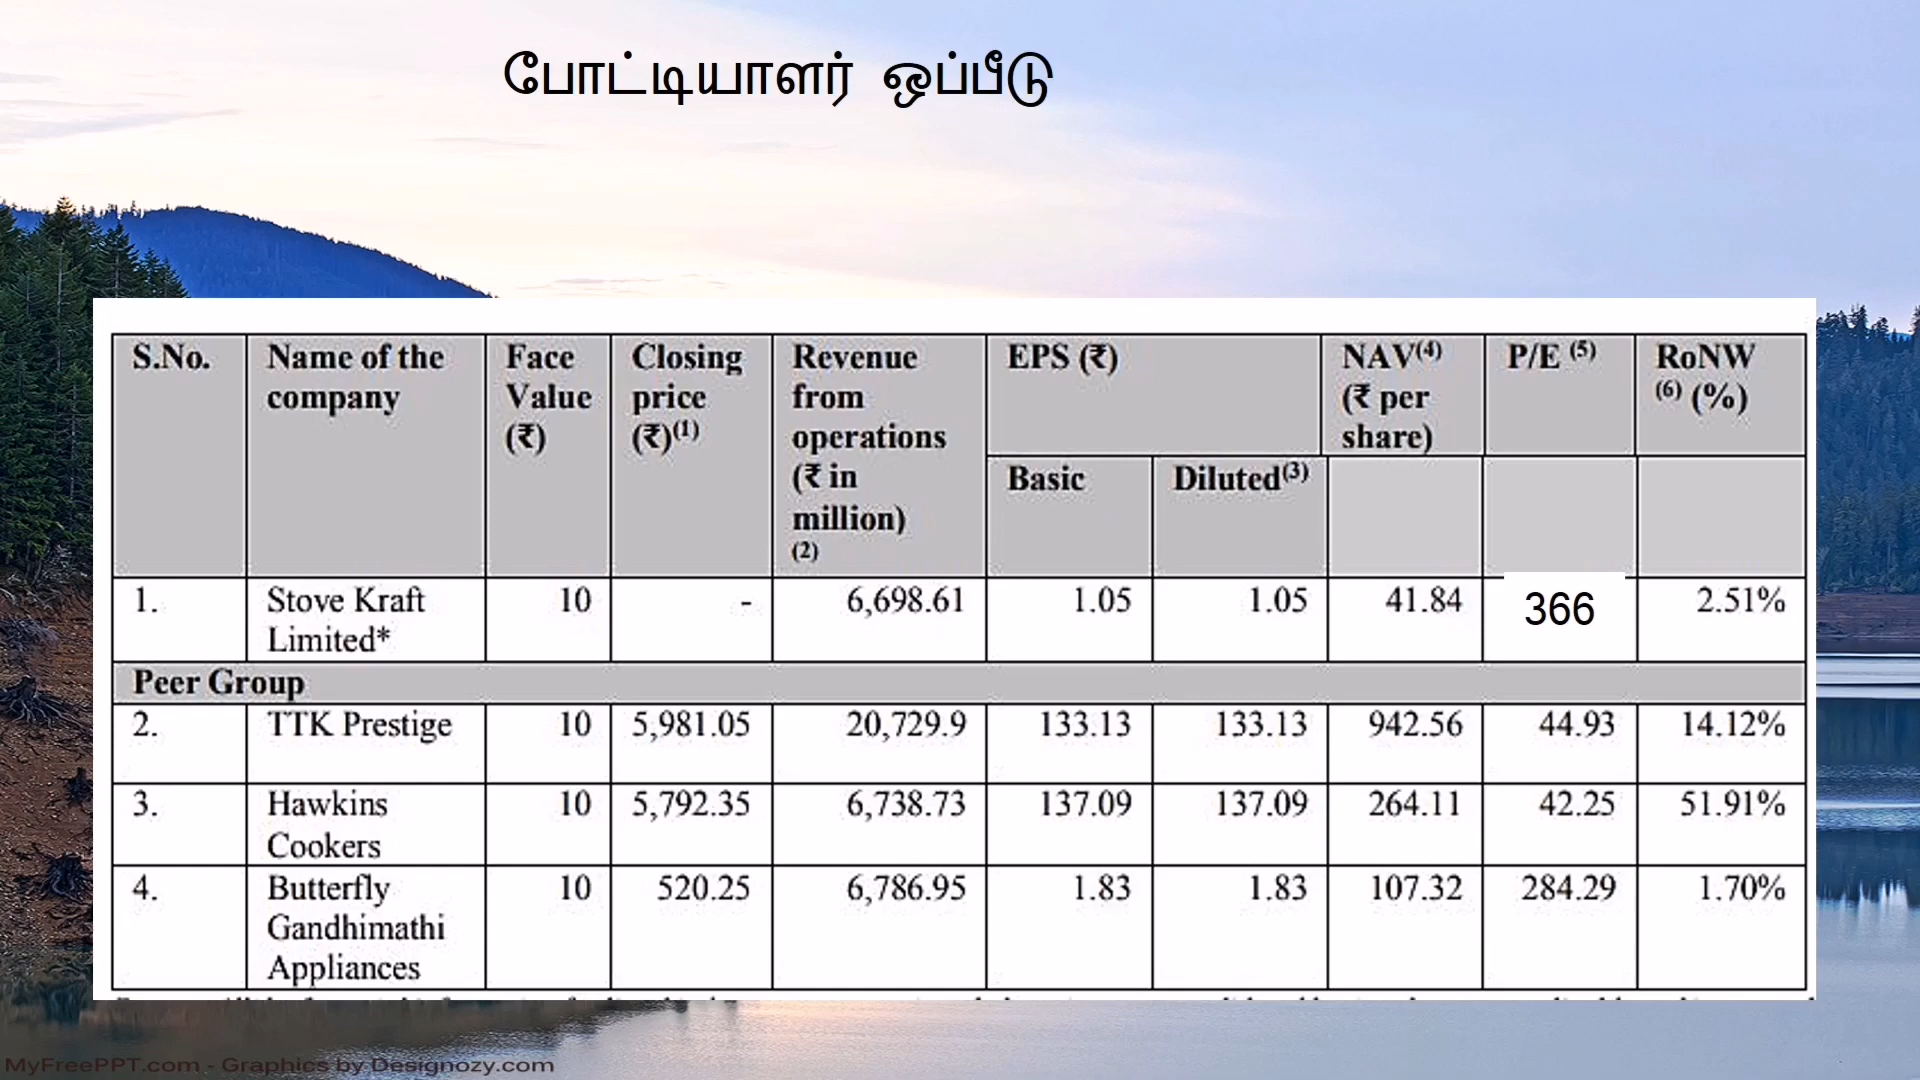 போட்டியாளர் ஒப்பீடு
S.No. Name of the company Face Value (₹) Closing price (₹)(1) Revenue from operations (₹ in million) (2) EPS (₹) NAV(4) (₹ per share) P/E (5) RoNW (6) (%)
Basic Diluted(3)
1. Stove Kraft Limited* 10 - 6,698.61 1.05 1.05 41.84 366 2.51%
Peer Group
2. TTK Prestige 10 5,981.05 20,729.9 133.13 133.13 942.56 44.93 14.12%
3. Hawkins Cookers 10 5,792.35 6,738.73 137.09 137.09 264.11 42.25 51.91%
4. Butterfly Gandhimathi Appliances 10 520.25 6,786.95 1.83 1.83 107.32 284.29 1.70%
MyFreePPT.com - Graphics by Designozy.com